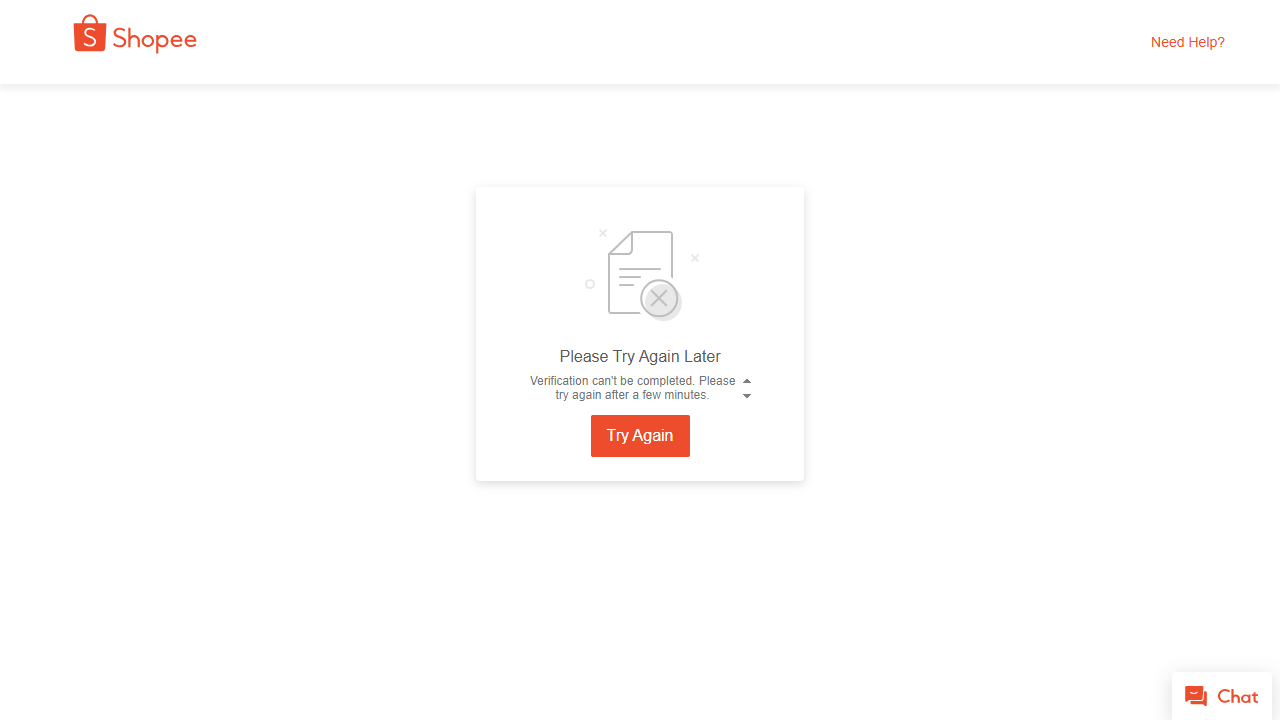 Shopee
Need Help?
Please Try Again Later
Verification can't be completed. Please
try again after a few minutes.
Try Again
Chat